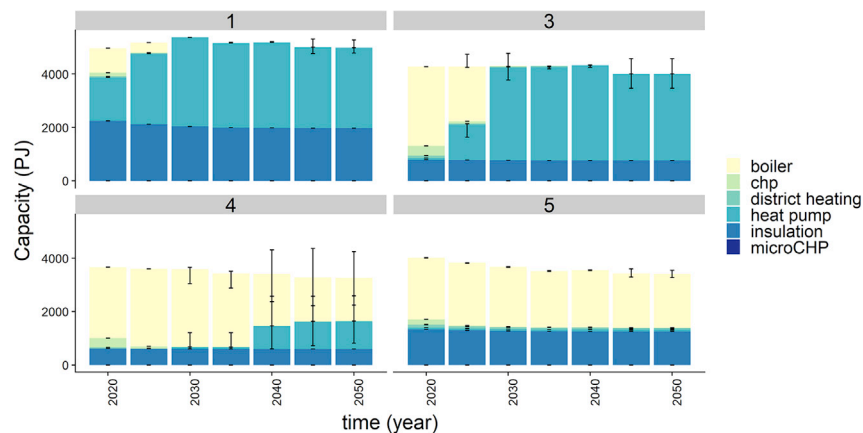 1
3
4000
2000
0
4
5
4000
2000
0
2020
2030
2040
2050
2020
2030
2040
2050
Capacity (PJ)
time (year)
boiler
chp
district heating
heat pump
insulation
microCHP